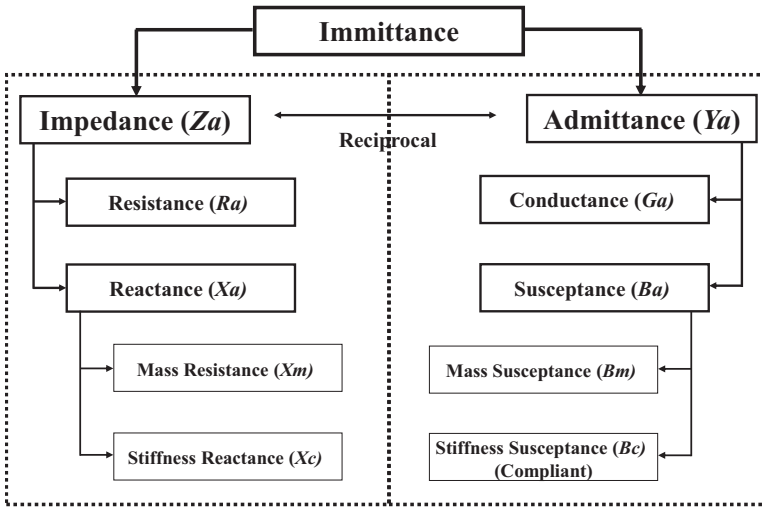 Immittance
Impedance (Za)
Reciprocal
Admittance (Ya)
Resistance (Ra)
Reactance (Xa)
Mass Resistance (Xm)
Stiffness Reactance (Xc)
Conductance (Ga)
Susceptance (Ba)
Mass Susceptance (Bm)
Stiffness Susceptance (Bc)
(Compliant)